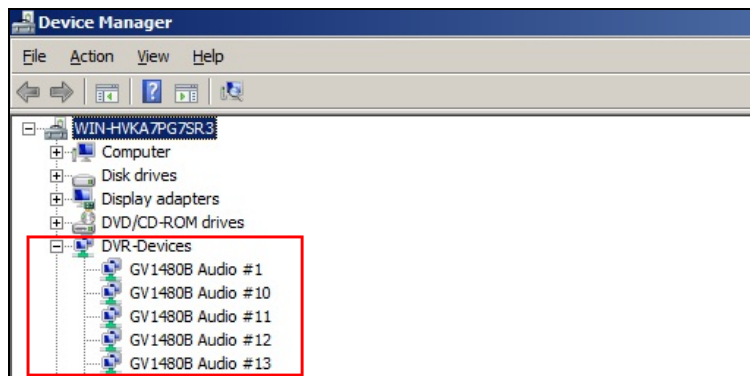 Device Manager
File Action View Help
WIN-HVKA7PG7SR3
Computer
Disk drives
Display adapters
DVD/CD-ROM drives
DVR-Devices
GV1480B Audio #1
GV1480B Audio #10
GV1480B Audio #11
GV1480B Audio #12
GV1480B Audio #13